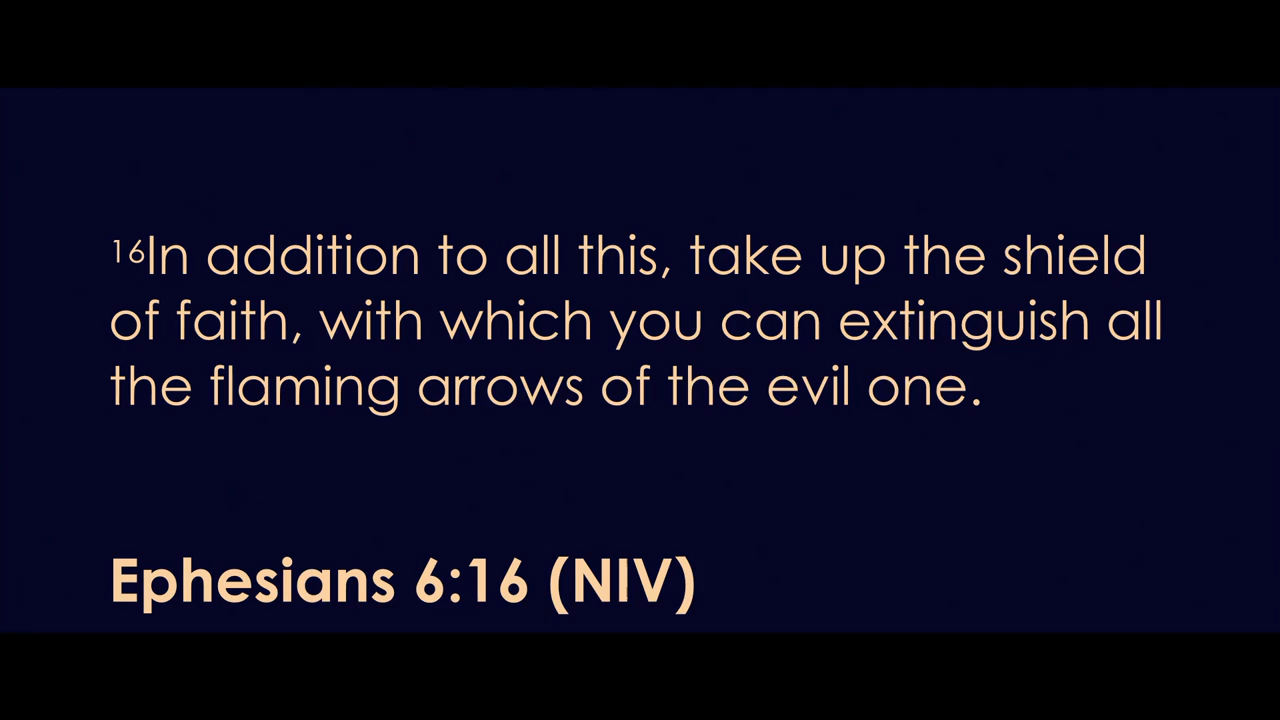 16In addition to all this, take up the shield
of faith, with which you can extinguish all
the flaming arrows of the evil one.
Ephesians 6:16 (NIV)